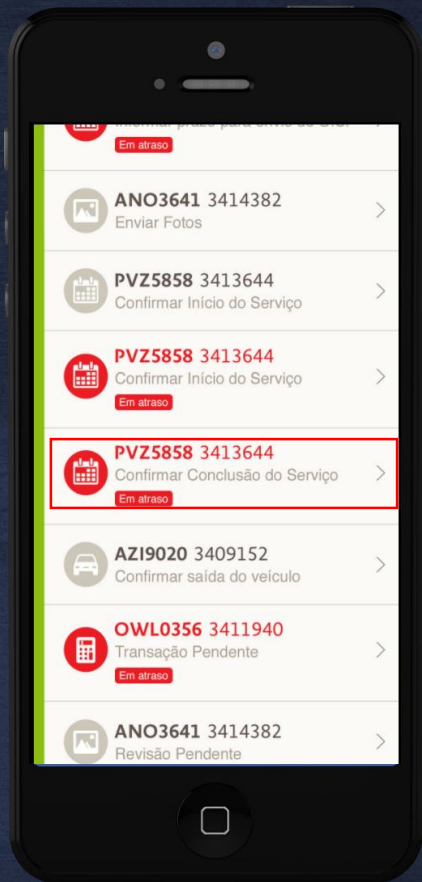 Em atraso
ANO3641 3414382
Enviar Fotos
PVZ5858 3413644
Confirmar Início do Serviço
PVZ5858 3413644
Confirmar Início do Serviço
Em atraso
PVZ5858 3413644
Confirmar Conclusão do Serviço
Em atraso
AZI9020 3409152
Confirmar saída do veículo
OWL0356 3411940
Transação Pendente
Em atraso
ANO3641 3414382
Revisão Pendente